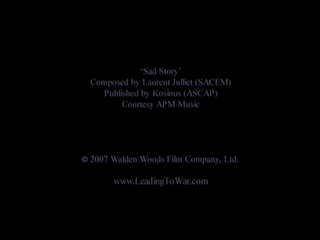 ‘Sad Story’
Composed by Laurent Julliet (SACEM)
Published by Kosinus (ASCAP)
Courtesy APM Music
© 2007 Walden Woods Film Company, Ltd.
www.LeadingToWar.com